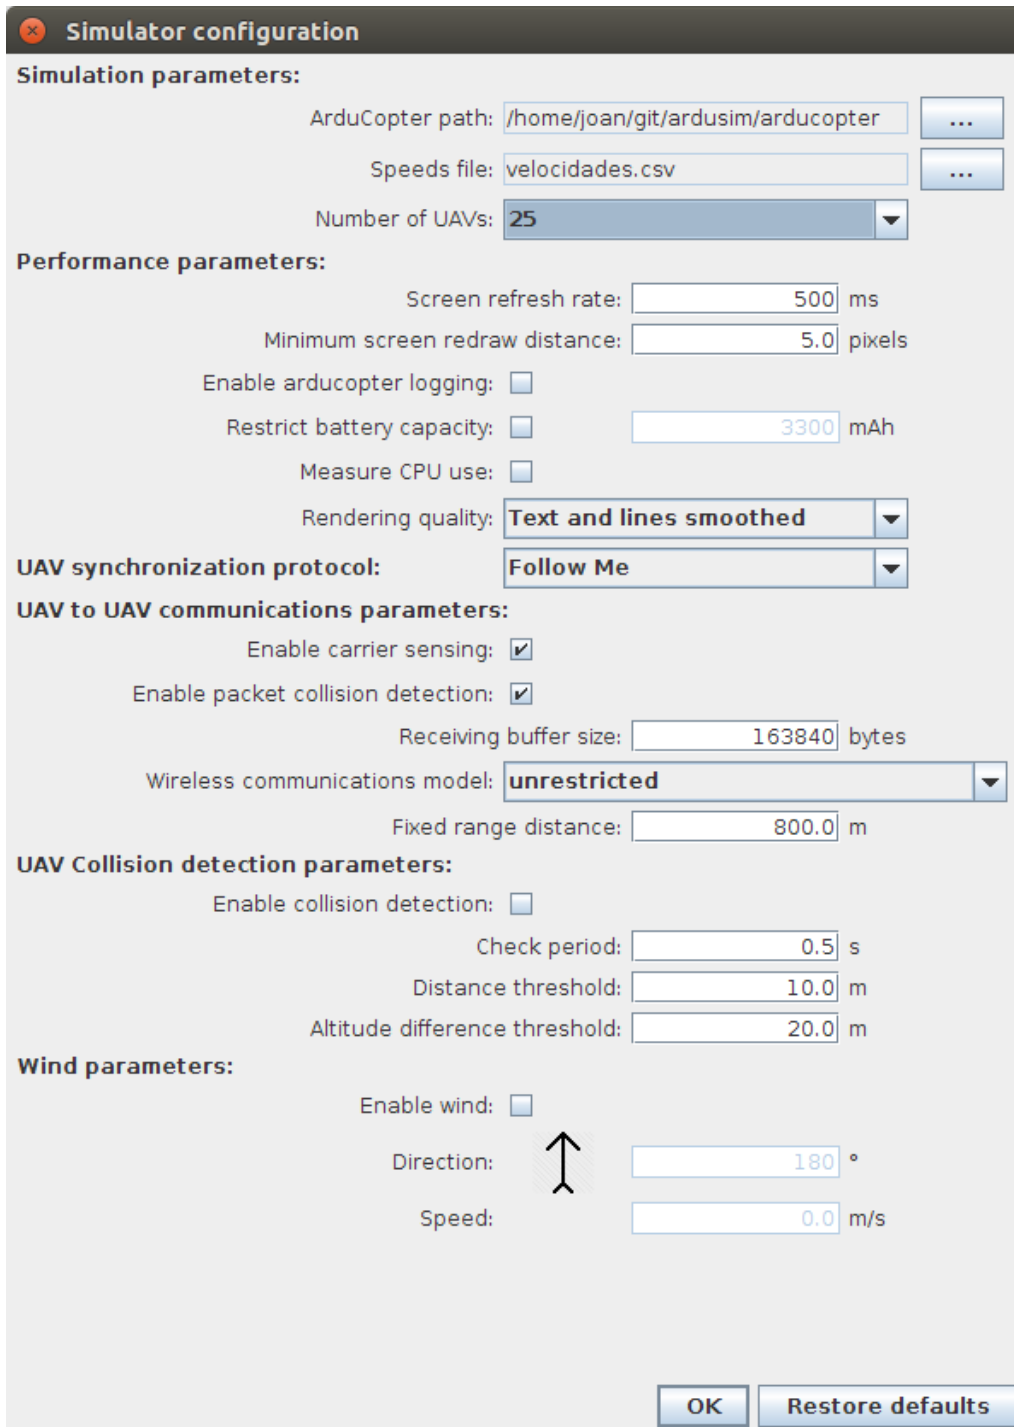 Simulator configuration
Simulation parameters:
ArduCopter path: /home/joan/git/ardusim/arducopter ...
Speeds file: velocidades.csv ...
Number of UAVs: 25
Performance parameters:
Screen refresh rate: 500 ms
Minimum screen redraw distance: 5.0 pixels
Enable arducopter logging:
Restrict battery capacity: 3300 mAh
Measure CPU use:
Rendering quality: Text and lines smoothed
UAV synchronization protocol: Follow Me
UAV to UAV communications parameters:
Enable carrier sensing:
Enable packet collision detection:
Receiving buffer size: 163840 bytes
Wireless communications model: unrestricted
Fixed range distance: 800.0 m
UAV Collision detection parameters:
Enable collision detection:
Check period: 0.5 s
Distance threshold: 10.0 m
Altitude difference threshold: 20.0 m
Wind parameters:
Enable wind:
Direction: 180 °
Speed: 0.0 m/s
OK Restore defaults